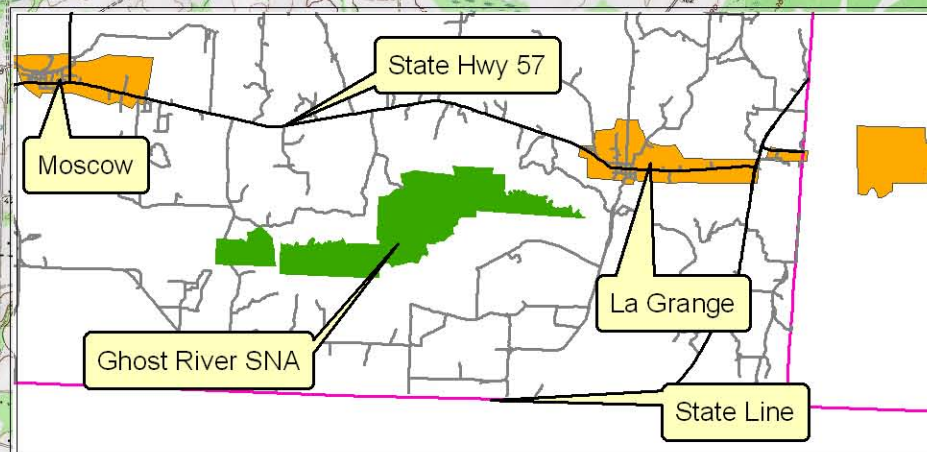 State Hwy 57
Moscow
La Grange
Ghost River SNA
State Line